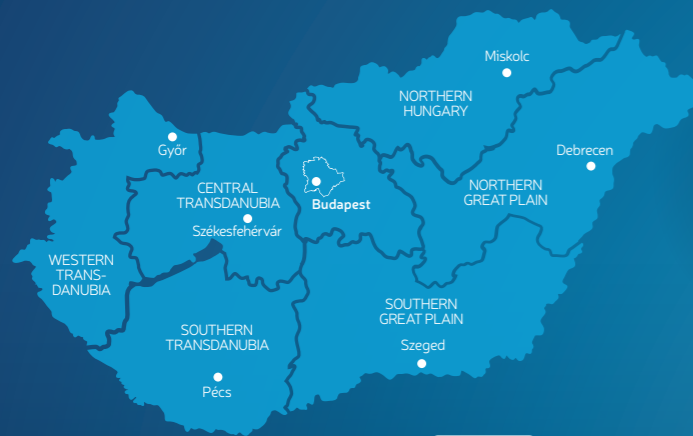 Miskolc
NORTHERN
HUNGARY
Győr
Debrecen
CENTRAL
TRANSDANUBIA
Székesfehérvár
Budapest
NORTHERN
GREAT PLAIN
WESTERN
TRANS-
DANUBIA
SOUTHERN
GREAT PLAIN
Szeged
SOUTHERN
TRANSDANUBIA
Pécs